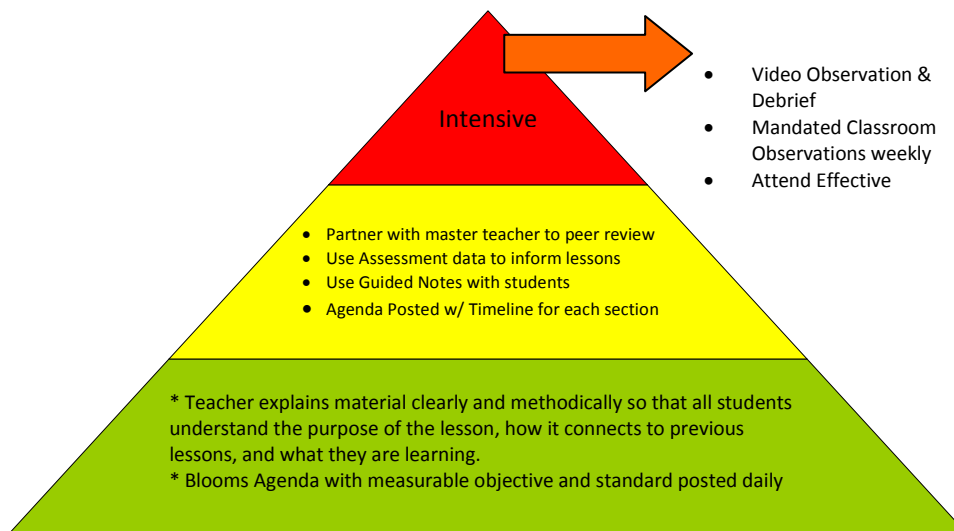 Intensive
• Video Observation &
Debrief
• Mandated Classroom
Observations weekly
• Attend Effective
• Partner with master teacher to peer review
• Use Assessment data to inform lessons
• Use Guided Notes with students
• Agenda Posted w/ Timeline for each section
* Teacher explains material clearly and methodically so that all students
understand the purpose of the lesson, how it connects to previous
lessons, and what they are learning.
* Blooms Agenda with measurable objective and standard posted daily